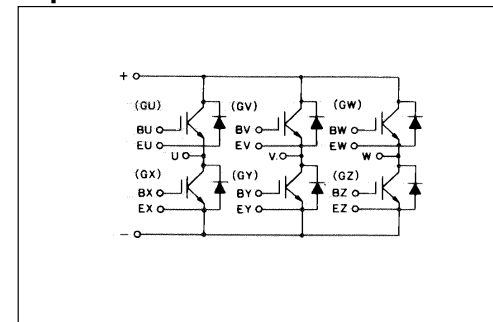 +
(GU) (GV) (GW)
BU BV BW
EU EV EW
U V W
(GX) (GY) (GZ)
BX BY BZ
EX EY EZ
−